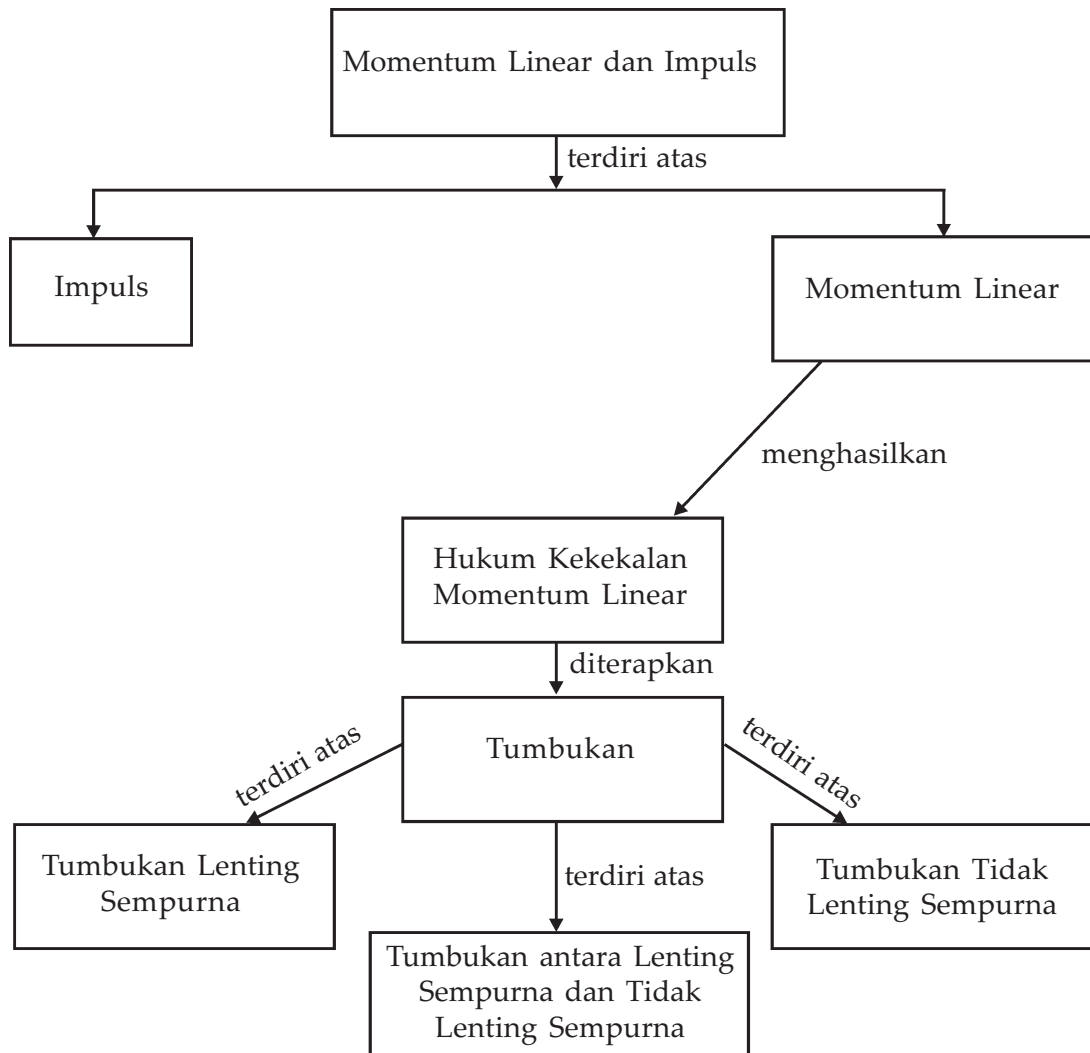 Momentum Linear dan Impuls
terdiri atas
Impuls
Momentum Linear
menghasilkan
Hukum Kekekalan
Momentum Linear
diterapkan
Tumbukan
terdiri atas
terdiri atas
terdiri atas
Tumbukan Lenting
Sempurna
Tumbukan antara Lenting
Sempurna dan Tidak
Lenting Sempurna
Tumbukan Tidak
Lenting Sempurna